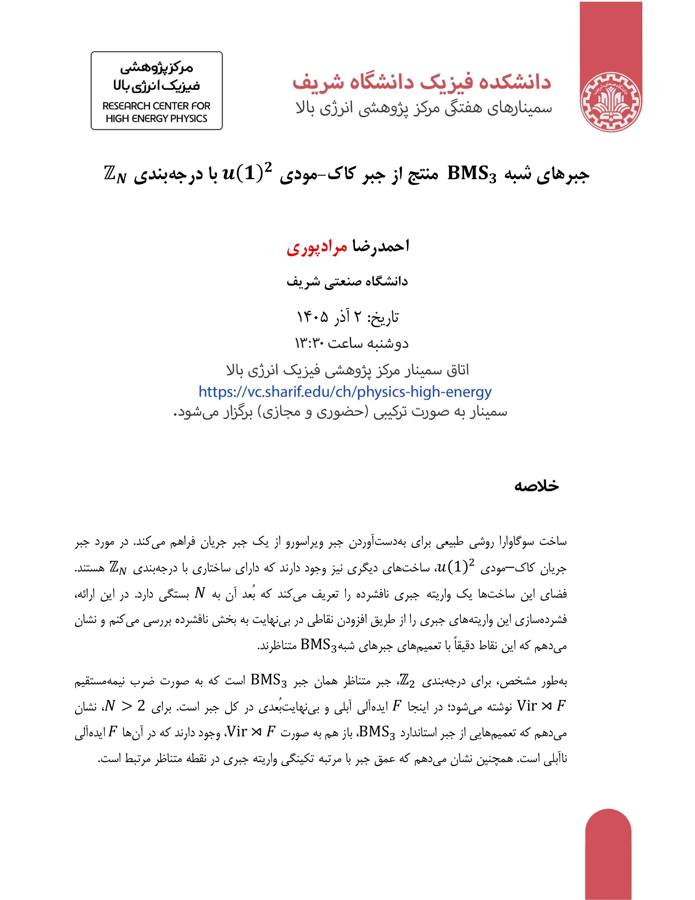 مرکز پژوهشی
فیزیک انرژی بالا
RESEARCH CENTER FOR
HIGH ENERGY PHYSICS
دانشکده فیزیک دانشگاه شریف
سمینارهای هفتگی مرکز پژوهشی انرژی بالا
جبرهای شبه BMS₃ منتج از جبر کاک–مودی u(1)² با درجه‌بندی ℤ_N
احمدرضا مرادپوری
دانشگاه صنعتی شریف
تاریخ: ۲ آذر ۱۴۰۵
دوشنبه ساعت ۱۳:۳۰
اتاق سمینار مرکز پژوهشی فیزیک انرژی بالا
https://vc.sharif.edu/ch/physics-high-energy
سمینار به صورت ترکیبی (حضوری و مجازی) برگزار می‌شود.
خلاصه
ساخت سوگاوارا روشی طبیعی برای به‌دست‌آوردن جبر ویراسورو از یک جبر جریان فراهم می‌کند. در مورد جبر
جریان کاک–مودی u(1)²، ساخت‌های دیگری نیز وجود دارند که دارای ساختاری با درجه‌بندی ℤ_N هستند.
فضای این ساخت‌ها یک واریته جبری نافشرده را تعریف می‌کند که بُعد آن به N بستگی دارد. در این ارائه،
فشرده‌سازی این واریته‌های جبری را از طریق افزودن نقاطی در بی‌نهایت به بخش نافشرده بررسی می‌کنم و نشان
می‌دهم که این نقاط دقیقاً با تعمیم‌های جبرهای شبه BMS₃ متناظرند.
به‌طور مشخص، برای درجه‌بندی ℤ₂، جبر متناظر همان جبر BMS₃ است که به صورت ضرب نیمه‌مستقیم
Vir ⋊ F نوشته می‌شود؛ در اینجا F ایده‌آلی آبلی و بی‌نهایت‌بُعدی در کل جبر است. برای N > 2، نشان
می‌دهم که تعمیم‌هایی از جبر استاندارد BMS₃، باز هم به صورت Vir ⋊ F، وجود دارند که در آن‌ها F ایده‌آلی
ناآبلی است. همچنین نشان می‌دهم که عمق جبر با مرتبه تکینگی واریته جبری در نقطه متناظر مرتبط است.